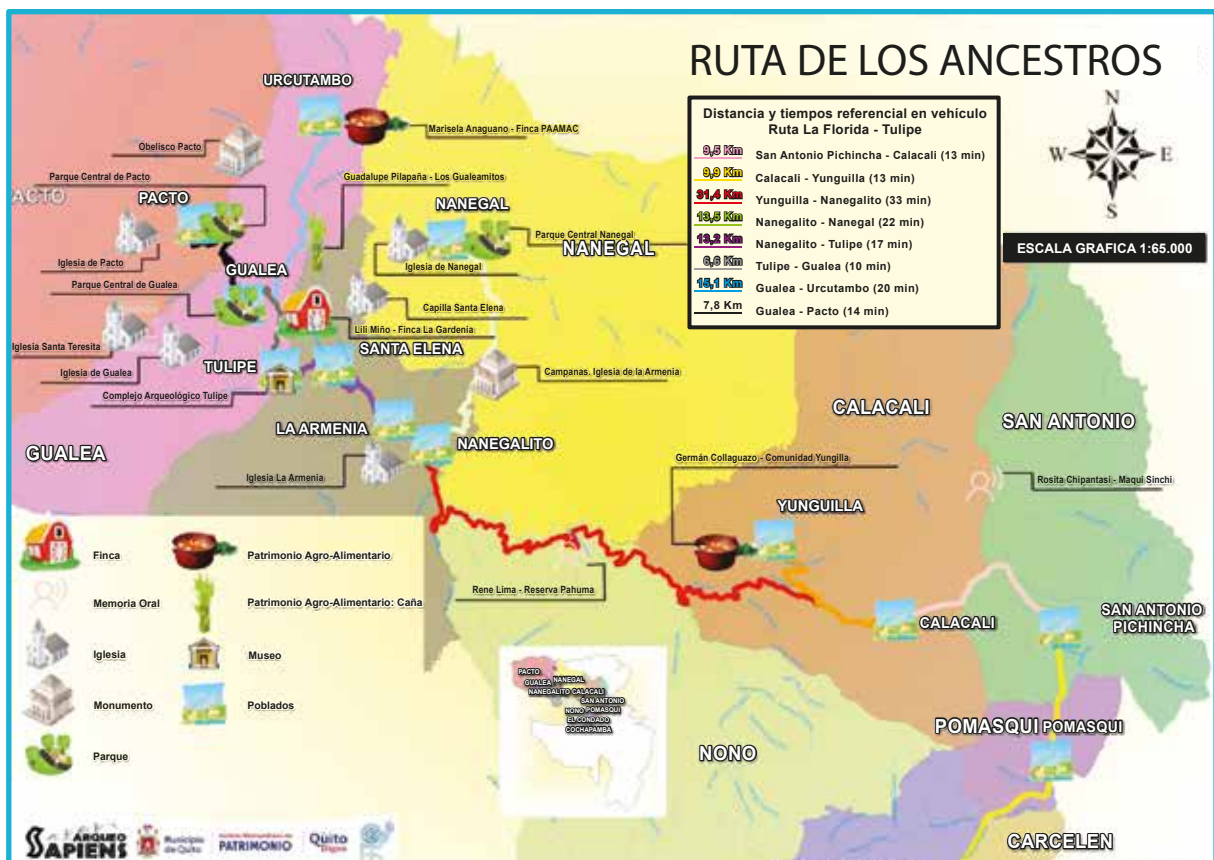 RUTA DE LOS ANCESTROS
Distancia y tiempos referencial en vehículo
Ruta La Florida - Tulipe
9,5 Km San Antonio Pichincha - Calacali (13 min)
9,9 Km Calacali - Yunguilla (13 min)
31,4 Km Yunguilla - Nanegalito (33 min)
13,5 Km Nanegalito - Nanegal (22 min)
13,2 Km Nanegalito - Tulipe (17 min)
6,6 Km Tulipe - Gualea (10 min)
15,1 Km Gualea - Urcutambo (20 min)
7,8 Km Gualea - Pacto (14 min)
N
W E
S
ESCALA GRAFICA 1:65.000
URCUTAMBO
Marisela Anaguano - Finca PAAMAC
Obelisco Pacto
Parque Central de Pacto
Guadalupe Pilapaña - Los Gualeamitos
PACTO
PACTO
NANEGAL
Parque Central Nanegal
NANEGAL
Iglesia de Pacto
GUALEA
Iglesia de Nanegal
Parque Central de Gualea
Capilla Santa Elena
Lili Miño - Finca La Gardenia
Iglesia Santa Teresita
SANTA ELENA
Iglesia de Gualea
TULIPE
Campanas. Iglesia de la Armenia
Complejo Arqueológico Tulipe
CALACALI
SAN ANTONIO
LA ARMENIA
NANEGALITO
GUALEA
Germán Collaguazo - Comunidad Yungilla
Iglesia La Armenia
Rosita Chipantasi - Maqui Sinchi
YUNGUILLA
Rene Lima - Reserva Pahuma
CALACALI
SAN ANTONIO
PICHINCHA
Finca
Patrimonio Agro-Alimentario
Memoria Oral
Patrimonio Agro-Alimentario: Caña
Iglesia
Museo
Monumento
Poblados
Parque
PACTO
GUALEA NANEGAL
NANEGALITO CALACALI
SAN ANTONIO
NONO POMASQUI
EL CONDADO
COCHAPAMBA
NONO
POMASQUI POMASQUI
CARCELEN
ARQUEO
SAPIENS
Municipio
de Quito
PATRIMONIO
Quito
Digno